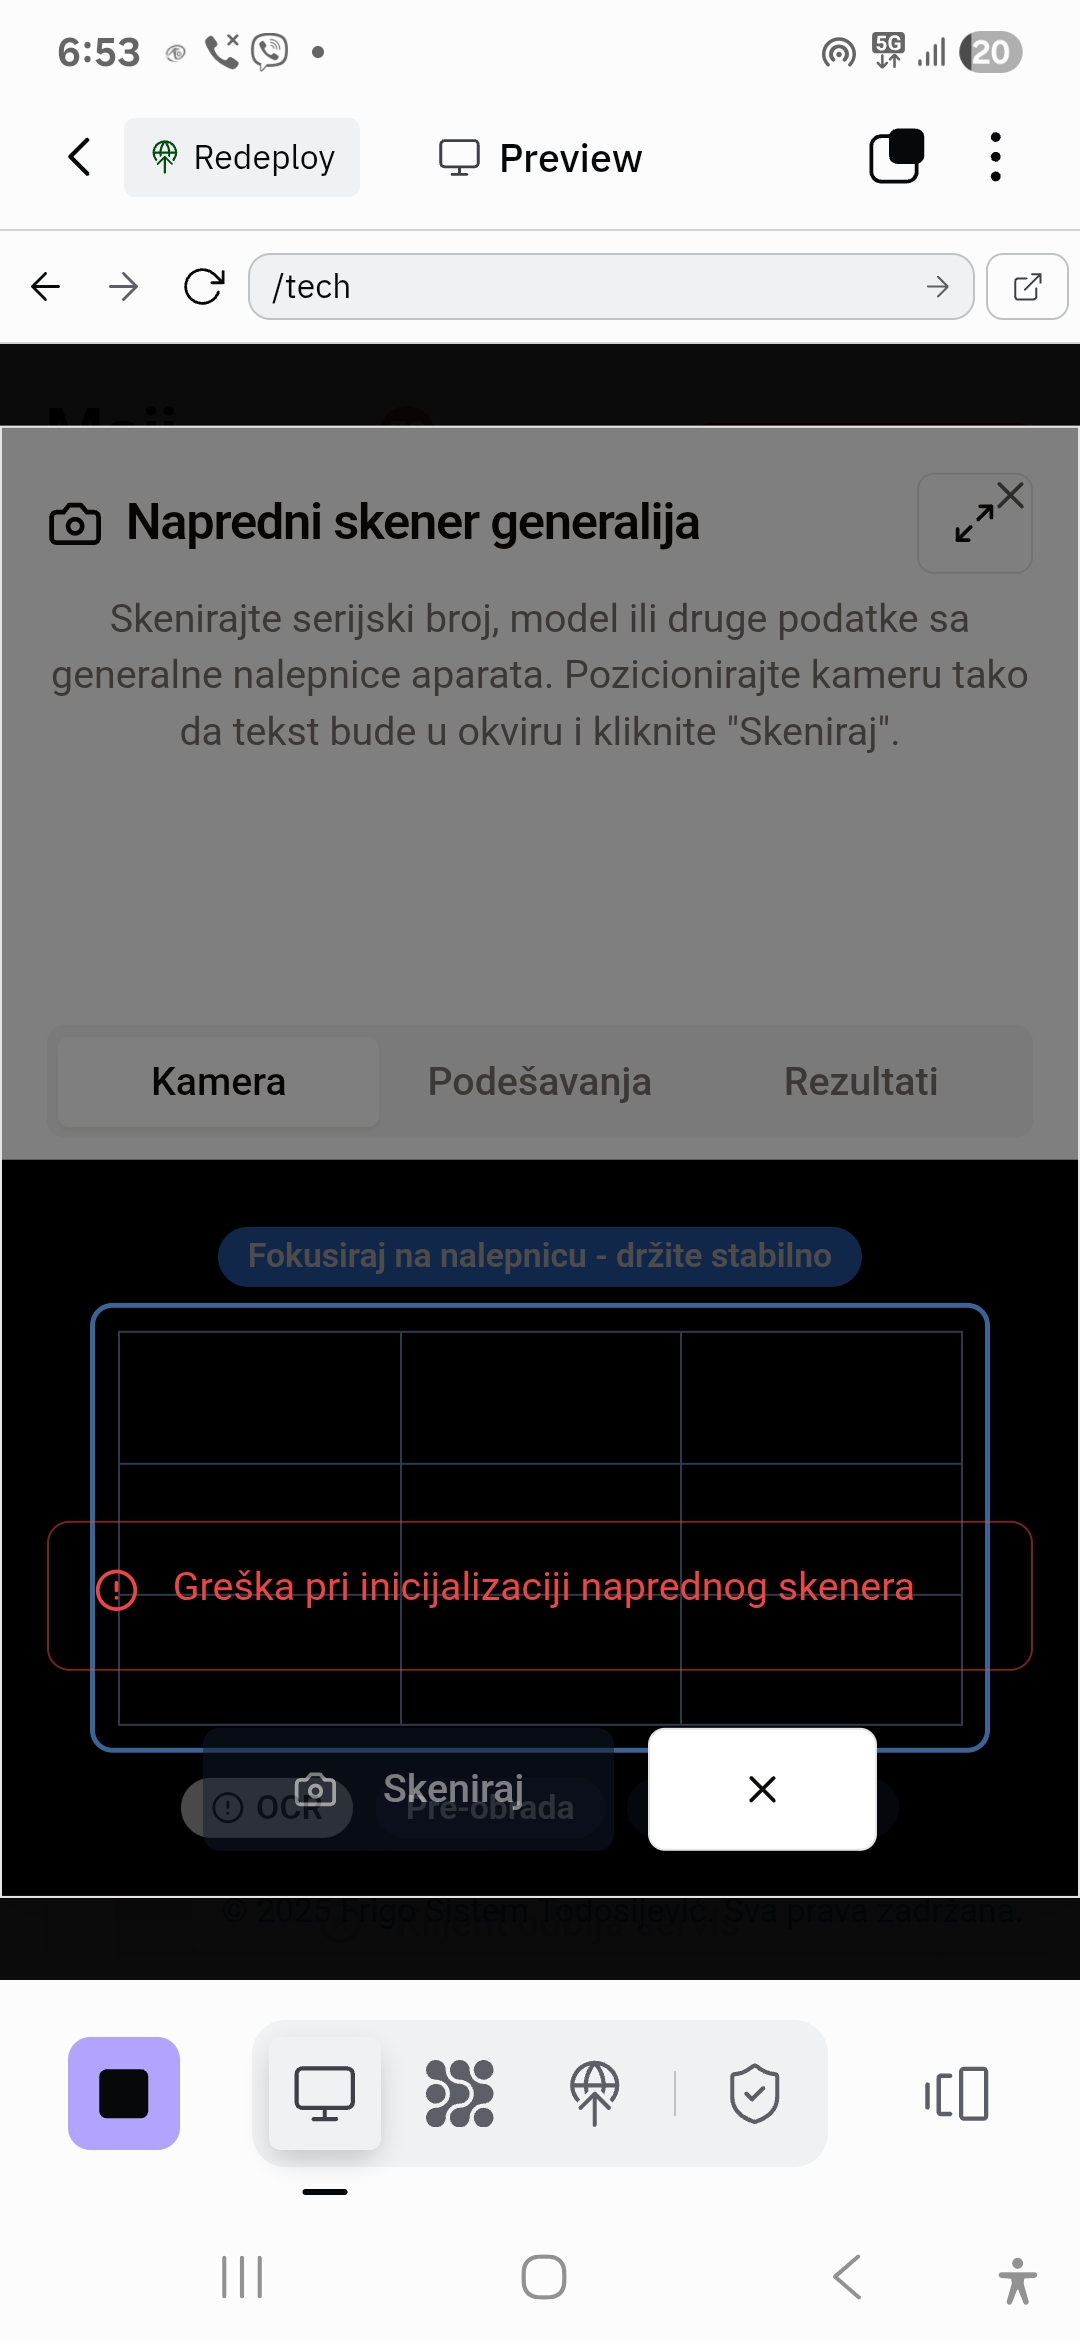 6:53
5G
20
Redeploy
Preview
/tech
Napredni skener generalija
Skenirajte serijski broj, model ili druge podatke sa
generalne nalepnice aparata. Pozicionirajte kameru tako
da tekst bude u okviru i kliknite "Skeniraj".
Kamera
Podešavanja
Rezultati
Fokusiraj na nalepnicu - držite stabilno
Greška pri inicijalizaciji naprednog skenera
Skeniraj
OCR
Pre-obrada
© 2025 Frigo Sistem Todosijević. Sva prava zadržana.